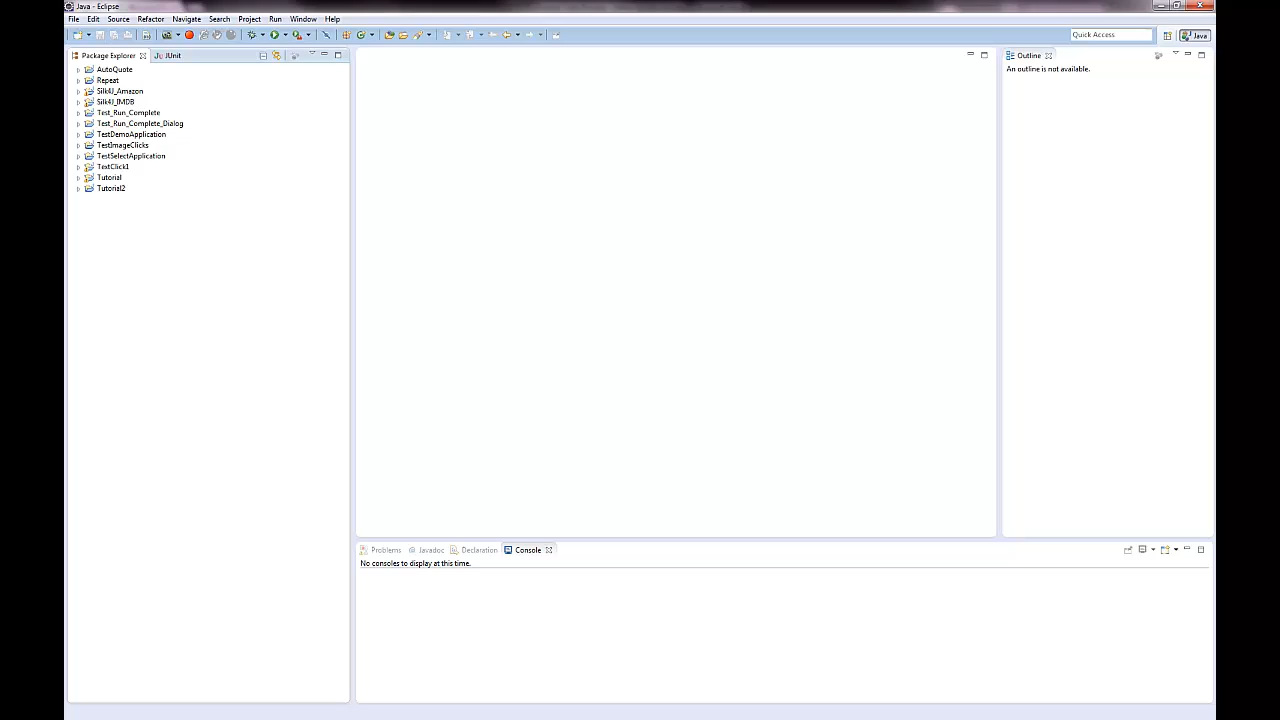 Java - Eclipse
File Edit Source Refactor Navigate Search Project Run Window Help
Quick Access
Java
Package Explorer
JUnit
AutoQuote
Repeat
Silk4J_Amazon
Silk4J_IMDB
Test_Run_Complete
Test_Run_Complete_Dialog
TestDemoApplication
TestImageClicks
TestSelectApplication
TextClick1
Tutorial
Tutorial2
Outline
An outline is not available.
Problems Javadoc Declaration Console
No consoles to display at this time.